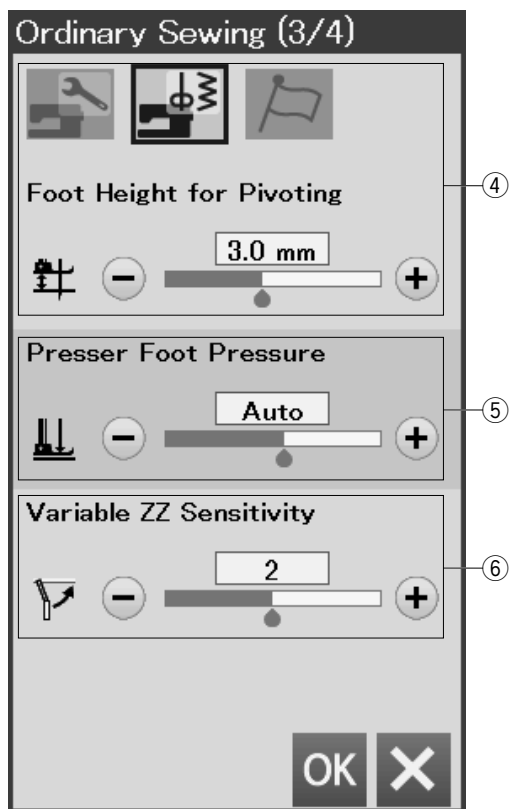 Ordinary Sewing (3/4)
Foot Height for Pivoting
④
3.0 mm
Presser Foot Pressure
⑤
Auto
Variable ZZ Sensitivity
⑥
2
OK